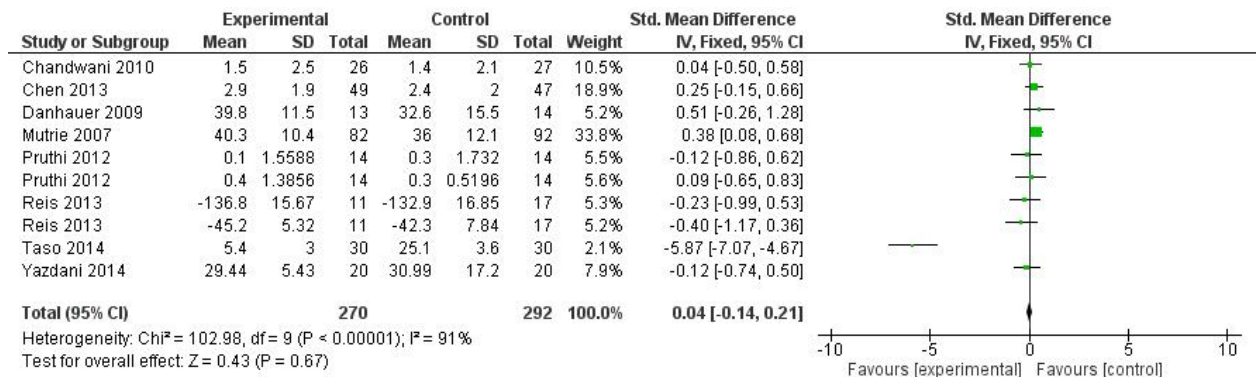 Experimental Control Std. Mean Difference Std. Mean Difference
Study or Subgroup Mean SD Total Mean SD Total Weight IV, Fixed, 95% CI IV, Fixed, 95% CI
Chandwani 2010 1.5 2.5 26 1.4 2.1 27 10.5% 0.04 [-0.50, 0.58]
Chen 2013 2.9 1.9 49 2.4 2 47 18.9% 0.25 [-0.15, 0.66]
Danhauer 2009 39.8 11.5 13 32.6 15.5 14 5.2% 0.51 [-0.26, 1.28]
Mutrie 2007 40.3 10.4 82 36 12.1 92 33.8% 0.38 [0.08, 0.68]
Pruthi 2012 0.1 1.5588 14 0.3 1.732 14 5.5% -0.12 [-0.86, 0.62]
Pruthi 2012 0.4 1.3856 14 0.3 0.5196 14 5.6% 0.09 [-0.65, 0.83]
Reis 2013 -136.8 15.67 11 -132.9 16.85 17 5.3% -0.23 [-0.99, 0.53]
Reis 2013 -45.2 5.32 11 -42.3 7.84 17 5.2% -0.40 [-1.17, 0.36]
Taso 2014 5.4 3 30 25.1 3.6 30 2.1% -5.87 [-7.07, -4.67]
Yazdani 2014 29.44 5.43 20 30.99 17.2 20 7.9% -0.12 [-0.74, 0.50]
Total (95% CI) 270 292 100.0% 0.04 [-0.14, 0.21]
Heterogeneity: Chi² = 102.98, df = 9 (P < 0.00001); I² = 91%
Test for overall effect: Z = 0.43 (P = 0.67)
-10 -5 0 5 10
Favours [experimental] Favours [control]